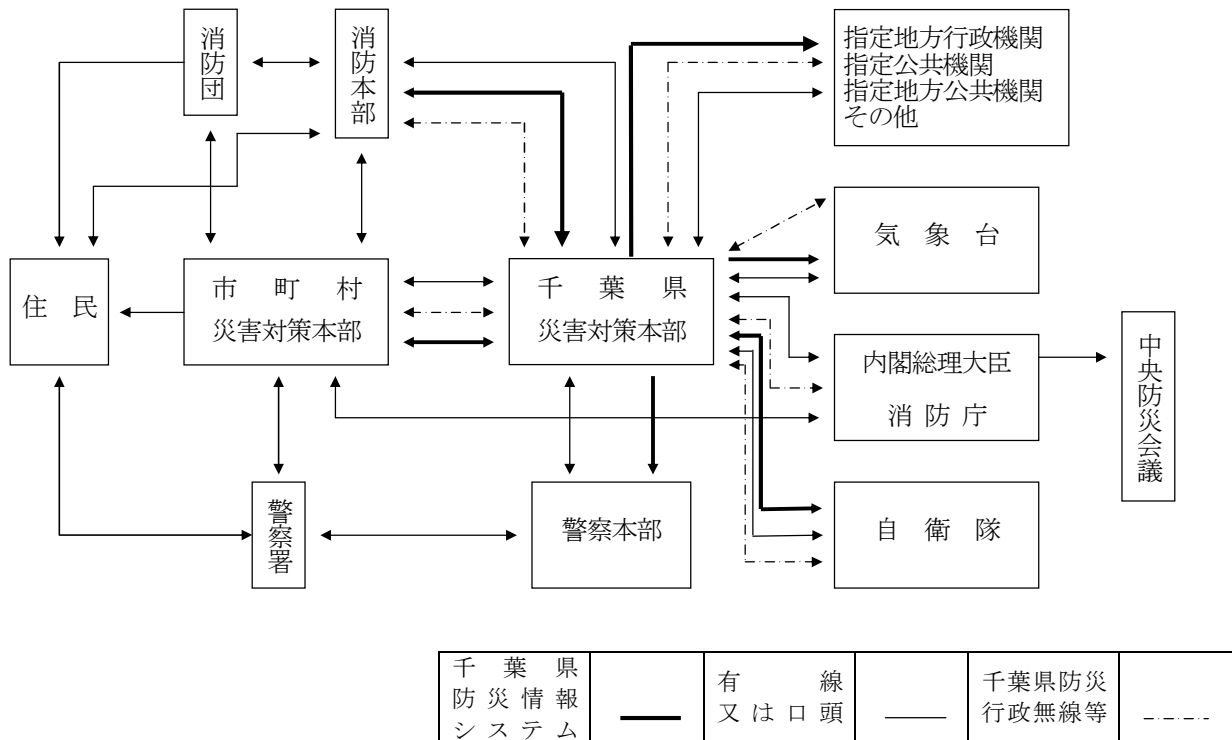 消防団
消防本部
指定地方行政機関
指定公共機関
指定地方公共機関
その他
気象台
住民
市町村
災害対策本部
千葉県
災害対策本部
内閣総理大臣
消防庁
中央防災会議
警察署
警察本部
自衛隊
千葉県
防災情報
システム
有線
又は口頭
千葉県防災
行政無線等